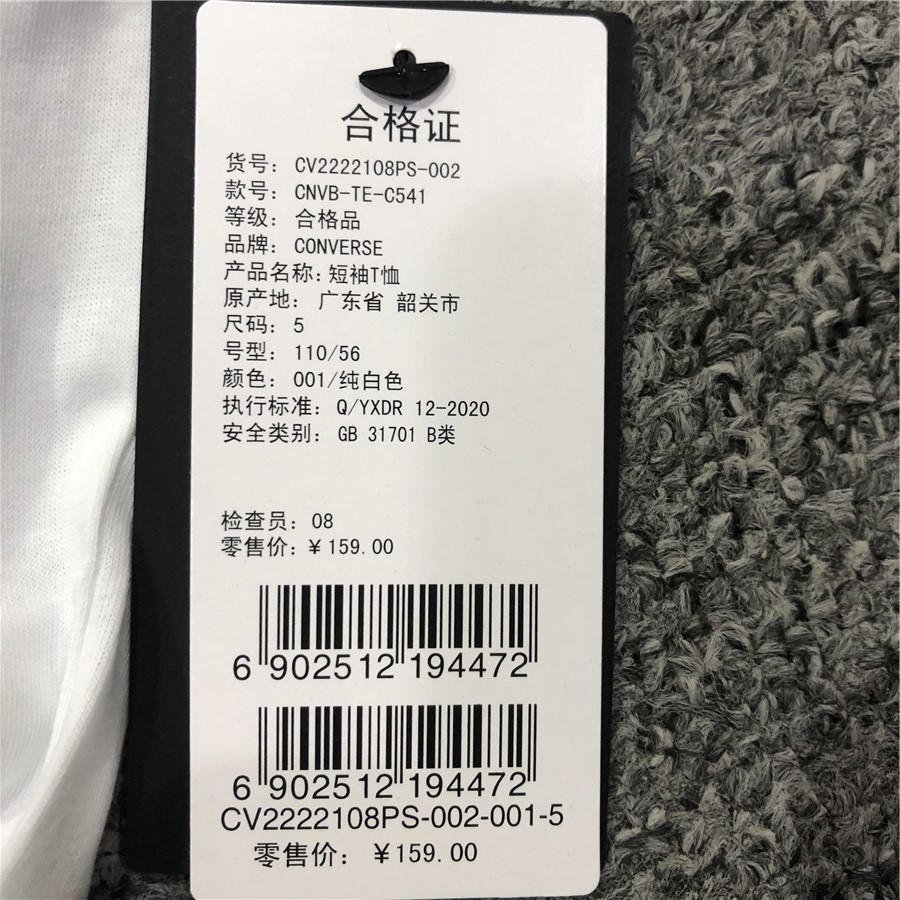 合格证
货号: CV2222108PS-002
款号: CNVB-TE-C541
等级: 合格品
品牌: CONVERSE
产品名称: 短袖T恤
原产地: 广东省 韶关市
尺码: 5
号型: 110/56
颜色: 001/纯白色
执行标准: Q/YXDR 12-2020
安全类别: GB 31701 B类
检查员: 08
零售价: ¥159.00
6 902512 194472
6 902512 194472
CV2222108PS-002-001-5
零售价: ¥159.00